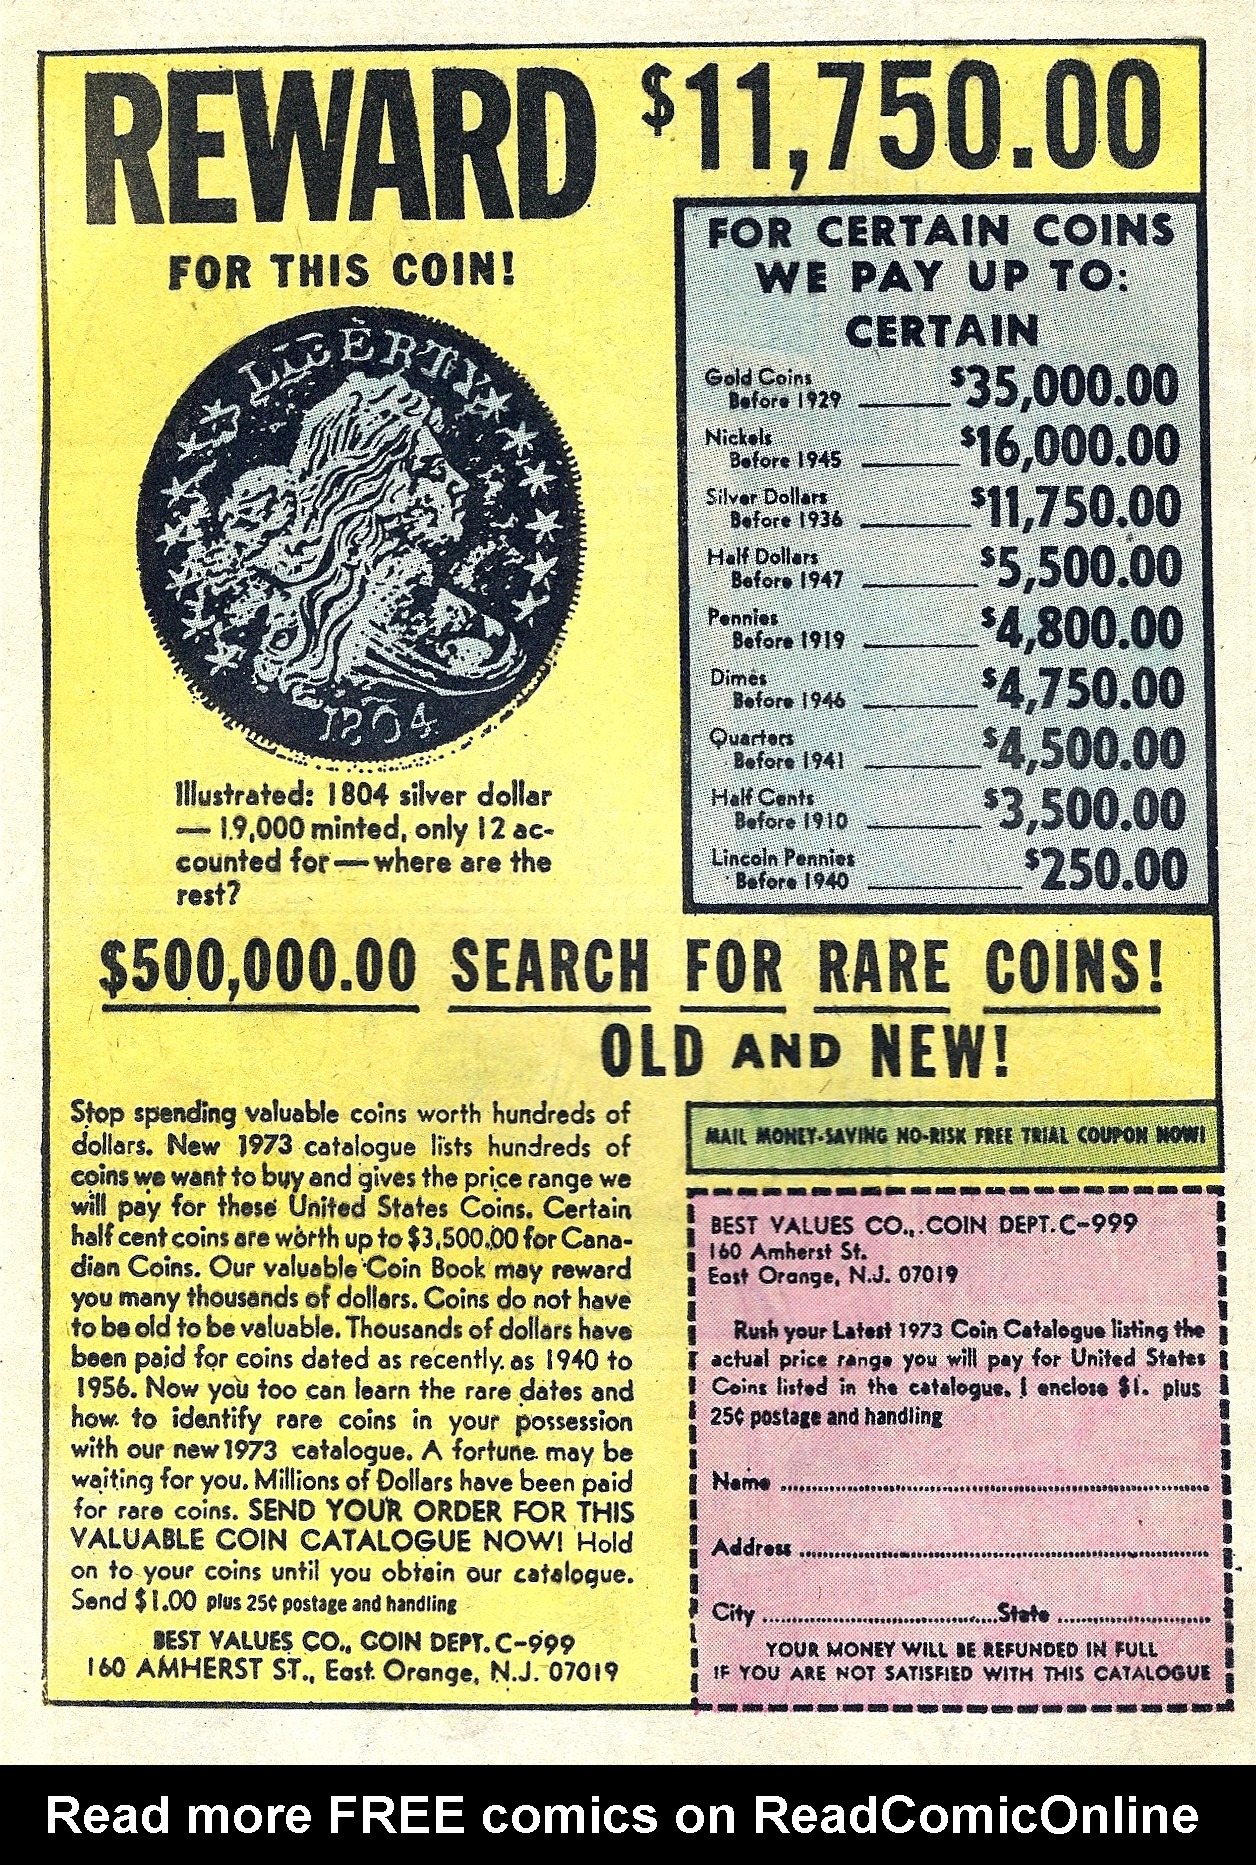 REWARD $11,750.00
FOR THIS COIN!
LIBERTY
1804
Illustrated: 1804 silver dollar
— 19,000 minted, only 12 ac-
counted for — where are the
rest?
FOR CERTAIN COINS
WE PAY UP TO:
CERTAIN
Gold Coins
Before 1929 $35,000.00
Nickels
Before 1945 $16,000.00
Silver Dollars
Before 1936 $11,750.00
Half Dollars
Before 1947 $5,500.00
Pennies
Before 1919 $4,800.00
Dimes
Before 1946 $4,750.00
Quarters
Before 1941 $4,500.00
Half Cents
Before 1910 $3,500.00
Lincoln Pennies
Before 1940 $250.00
$500,000.00 SEARCH FOR RARE COINS!
OLD AND NEW!
Stop spending valuable coins worth hundreds of
dollars. New 1973 catalogue lists hundreds of
coins we want to buy and gives the price range we
will pay for these United States Coins. Certain
half cent coins are worth up to $3,500.00 for Cana-
dian Coins. Our valuable Coin Book may reward
you many thousands of dollars. Coins do not have
to be old to be valuable. Thousands of dollars have
been paid for coins dated as recently as 1940 to
1956. Now you too can learn the rare dates and
how to identify rare coins in your possession
with our new 1973 catalogue. A fortune may be
waiting for you. Millions of Dollars have been paid
for rare coins. SEND YOUR ORDER FOR THIS
VALUABLE COIN CATALOGUE NOW! Hold
on to your coins until you obtain our catalogue.
Send $1.00 plus 25¢ postage and handling
BEST VALUES CO., COIN DEPT. C-999
160 AMHERST ST., East Orange, N.J. 07019
MAIL MONEY-SAVING NO-RISK FREE TRIAL COUPON NOW!
BEST VALUES CO., COIN DEPT. C-999
160 Amherst St.
East Orange, N.J. 07019
Rush your Latest 1973 Coin Catalogue listing the
actual price range you will pay for United States
Coins listed in the catalogue. I enclose $1. plus
25¢ postage and handling
Name
Address
City State
YOUR MONEY WILL BE REFUNDED IN FULL
IF YOU ARE NOT SATISFIED WITH THIS CATALOGUE
Read more FREE comics on ReadComicOnline